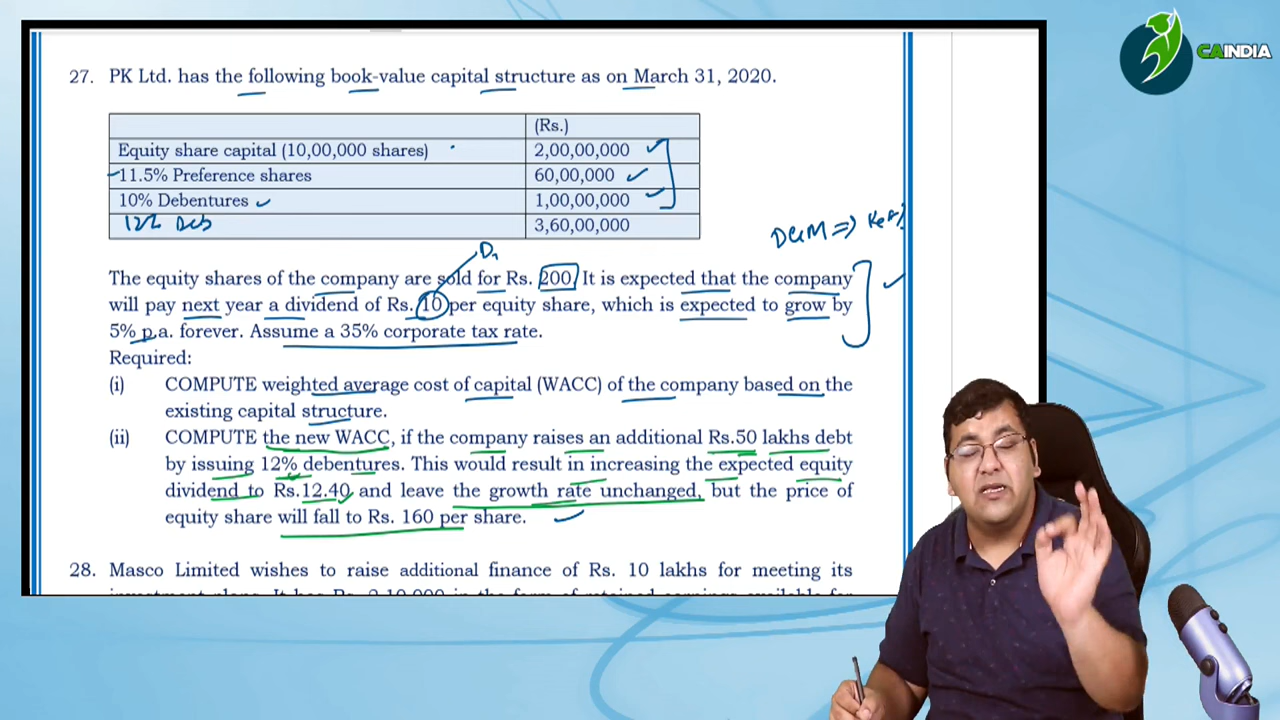 CAINDIA
27. PK Ltd. has the following book-value capital structure as on March 31, 2020.
(Rs.)
Equity share capital (10,00,000 shares) 2,00,00,000
11.5% Preference shares 60,00,000
10% Debentures 1,00,00,000
12% Deb 3,60,00,000
DGM => Ke
D1
The equity shares of the company are sold for Rs. 200 It is expected that the company
will pay next year a dividend of Rs. 10 per equity share, which is expected to grow by
5% p.a. forever. Assume a 35% corporate tax rate.
Required:
(i) COMPUTE weighted average cost of capital (WACC) of the company based on the
existing capital structure.
(ii) COMPUTE the new WACC, if the company raises an additional Rs.50 lakhs debt
by issuing 12% debentures. This would result in increasing the expected equity
dividend to Rs.12.40 and leave the growth rate unchanged, but the price of
equity share will fall to Rs. 160 per share.
28. Masco Limited wishes to raise additional finance of Rs. 10 lakhs for meeting its